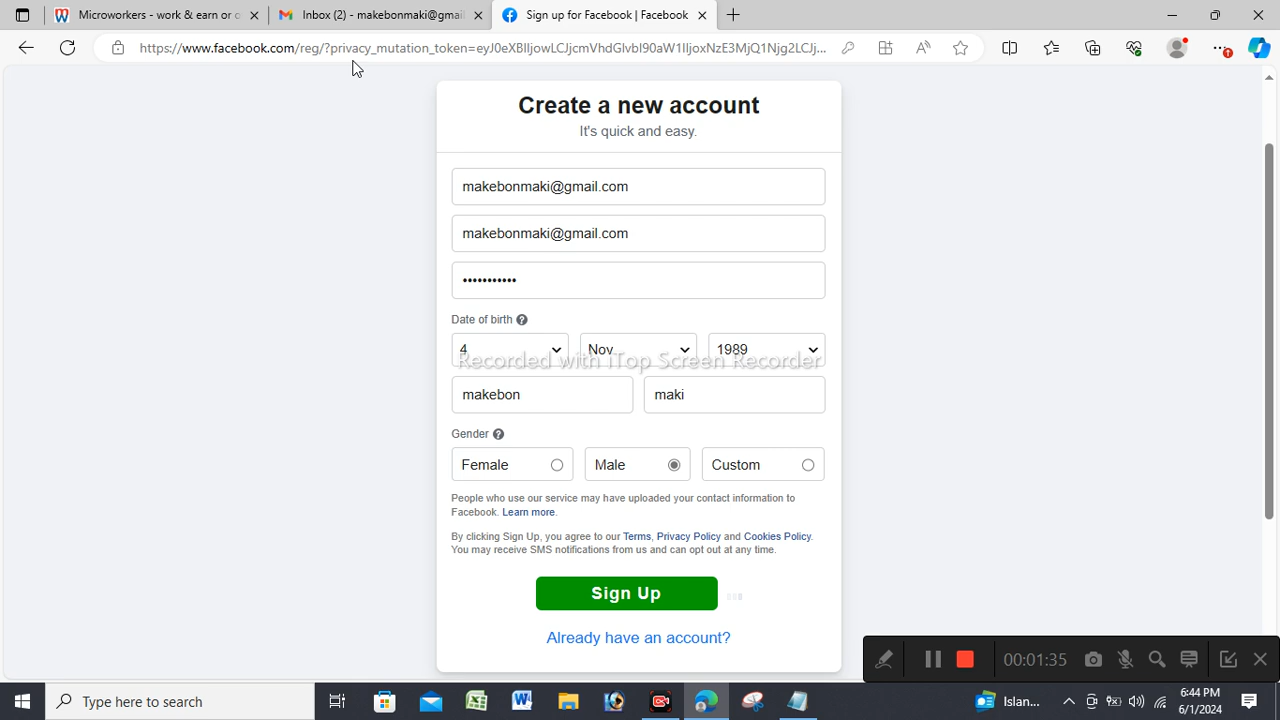 Microworkers - work & earn or o
Inbox (2) - makebonmaki@gmail
Sign up for Facebook | Facebook
https://www.facebook.com/reg/?privacy_mutation_token=eyJ0eXBlIjowLCJjcmVhdGlvbl90aW1lIjoxNzE3MjQ1Njg2LCJj...
Create a new account
It's quick and easy.
makebonmaki@gmail.com
makebonmaki@gmail.com
•••••••••••
Date of birth
4 Nov 1989
Recorded with iTop Screen Recorder
makebon maki
Gender
Female Male Custom
People who use our service may have uploaded your contact information to
Facebook. Learn more.
By clicking Sign Up, you agree to our Terms, Privacy Policy and Cookies Policy.
You may receive SMS notifications from us and can opt out at any time.
Sign Up
Already have an account?
00:01:35
Type here to search
Islan...
6:44 PM
6/1/2024